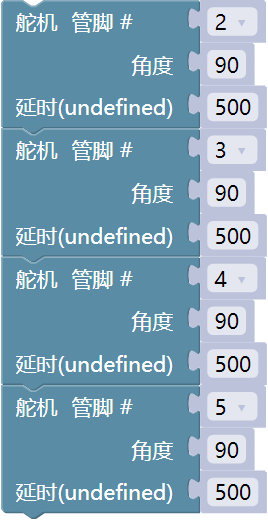 舵机 管脚 # 2
角度 90
延时(undefined) 500
舵机 管脚 # 3
角度 90
延时(undefined) 500
舵机 管脚 # 4
角度 90
延时(undefined) 500
舵机 管脚 # 5
角度 90
延时(undefined) 500